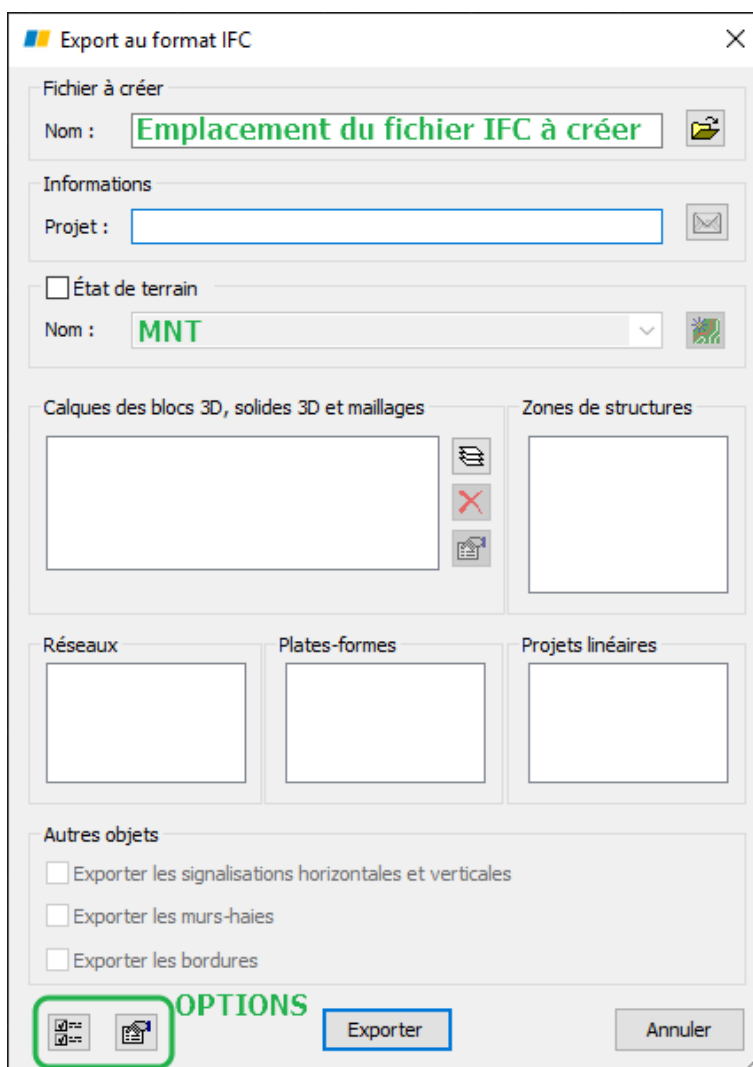 Export au format IFC
Fichier à créer
Nom : Emplacement du fichier IFC à créer
Informations
Projet :
État de terrain
Nom : MNT
Calques des blocs 3D, solides 3D et maillages
Zones de structures
Réseaux
Plates-formes
Projets linéaires
Autres objets
Exporter les signalisations horizontales et verticales
Exporter les murs-haies
Exporter les bordures
OPTIONS
Exporter
Annuler